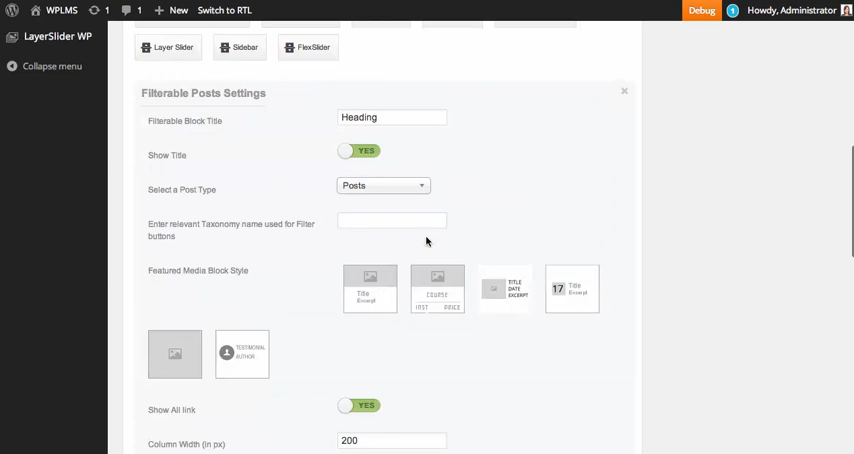 WPLMS 1 1 + New Switch to RTL Debug 1 Howdy, Administrator
LayerSlider WP
Collapse menu
Layer Slider Sidebar FlexSlider
Filterable Posts Settings
Filterable Block Title Heading
Show Title YES
Select a Post Type Posts
Enter relevant Taxonomy name used for Filter
buttons
Featured Media Block Style
Title
Excerpt
COURSE
INST PRICE
TITLE
DATE
EXCERPT
17 Title
Excerpt
TESTIMONIAL
AUTHOR
Show All link YES
Column Width (in px) 200